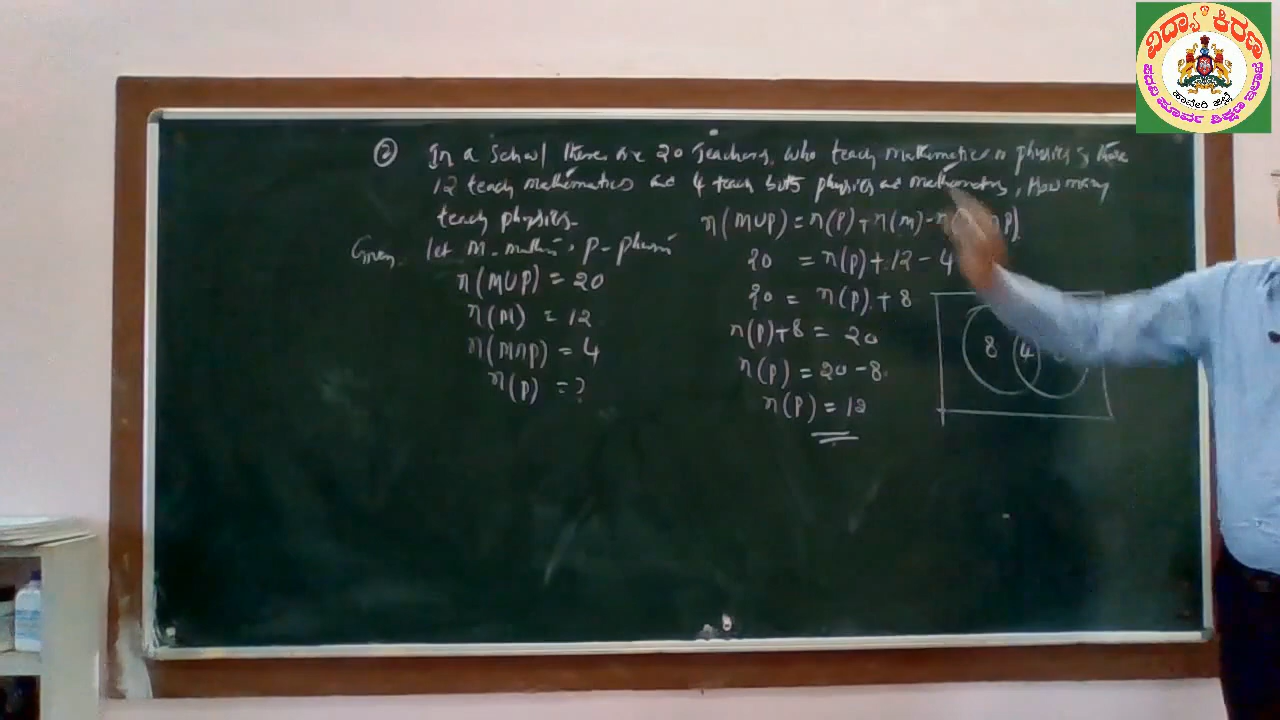 ② In a School there are 20 Teachers, who teach mathematics or physics of these
12 teach mathematics and 4 teach both physics and mathematics, How many
teach physics.
Given let M - maths, P - physics
n(M∪P) = 20
n(M) = 12
n(M∩P) = 4
n(P) = ?
n(M∪P) = n(P) + n(M) - n(M∩P)
20 = n(P) + 12 - 4
20 = n(P) + 8
n(P) + 8 = 20
n(P) = 20 - 8
n(P) = 12
8 4
ವಿದ್ಯಾ ಕಿರಣ